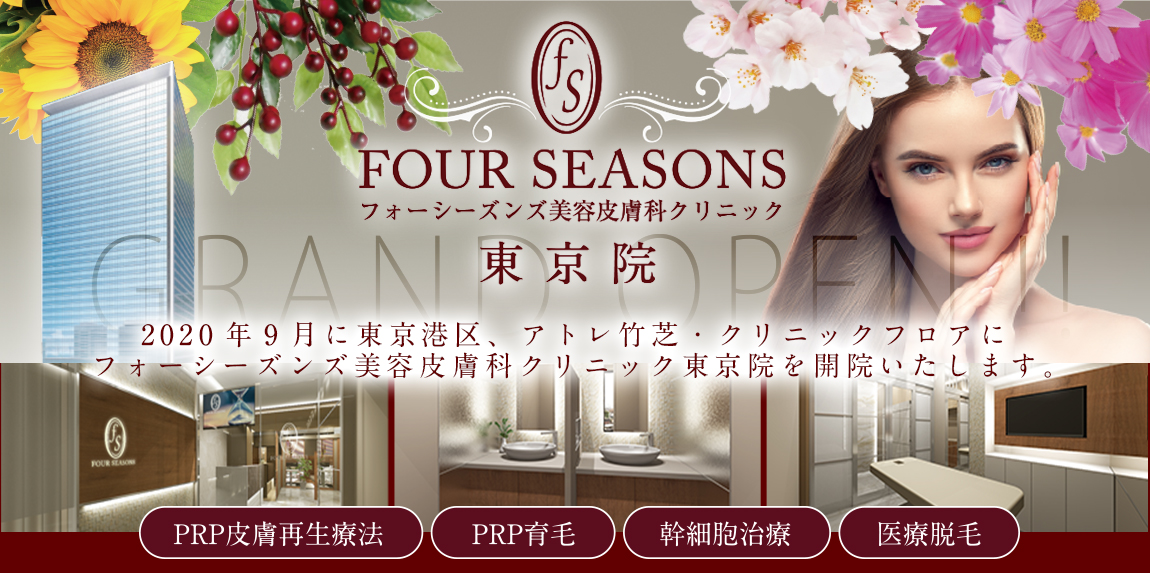 fs
FOUR SEASONS
フォーシーズンズ美容皮膚科クリニック
東京院
GRAND OPEN!!
2020年9月に東京港区、アトレ竹芝・クリニックフロアに
フォーシーズンズ美容皮膚科クリニック東京院を開院いたします。
fs
FOUR SEASONS
PRP皮膚再生療法
PRP育毛
幹細胞治療
医療脱毛